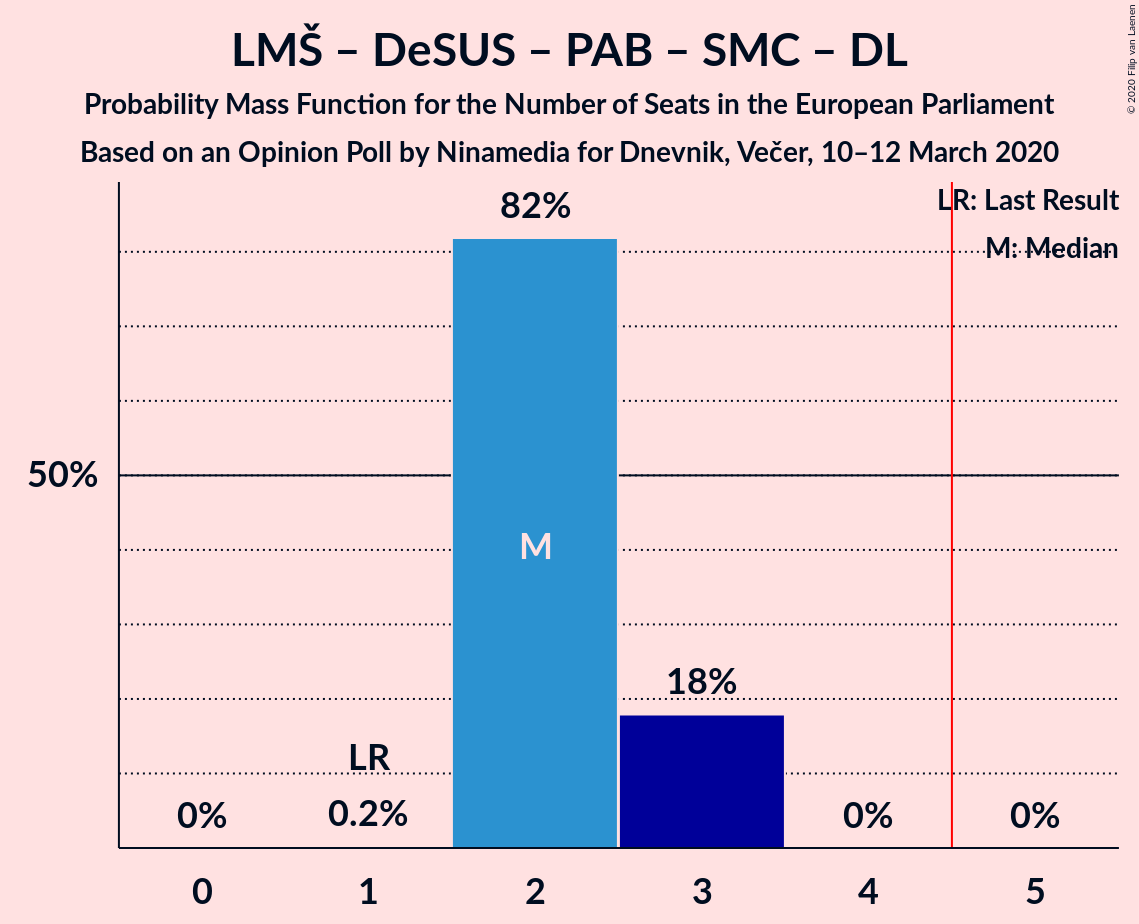 LMŠ – DeSUS – PAB – SMC – DL
Probability Mass Function for the Number of Seats in the European Parliament
Based on an Opinion Poll by Ninamedia for Dnevnik, Večer, 10–12 March 2020
© 2020 Filip van Laenen
LR: Last Result
M: Median
82%
50%
M
18%
LR
0%
0.2%
0%
0%
0
1
2
3
4
5